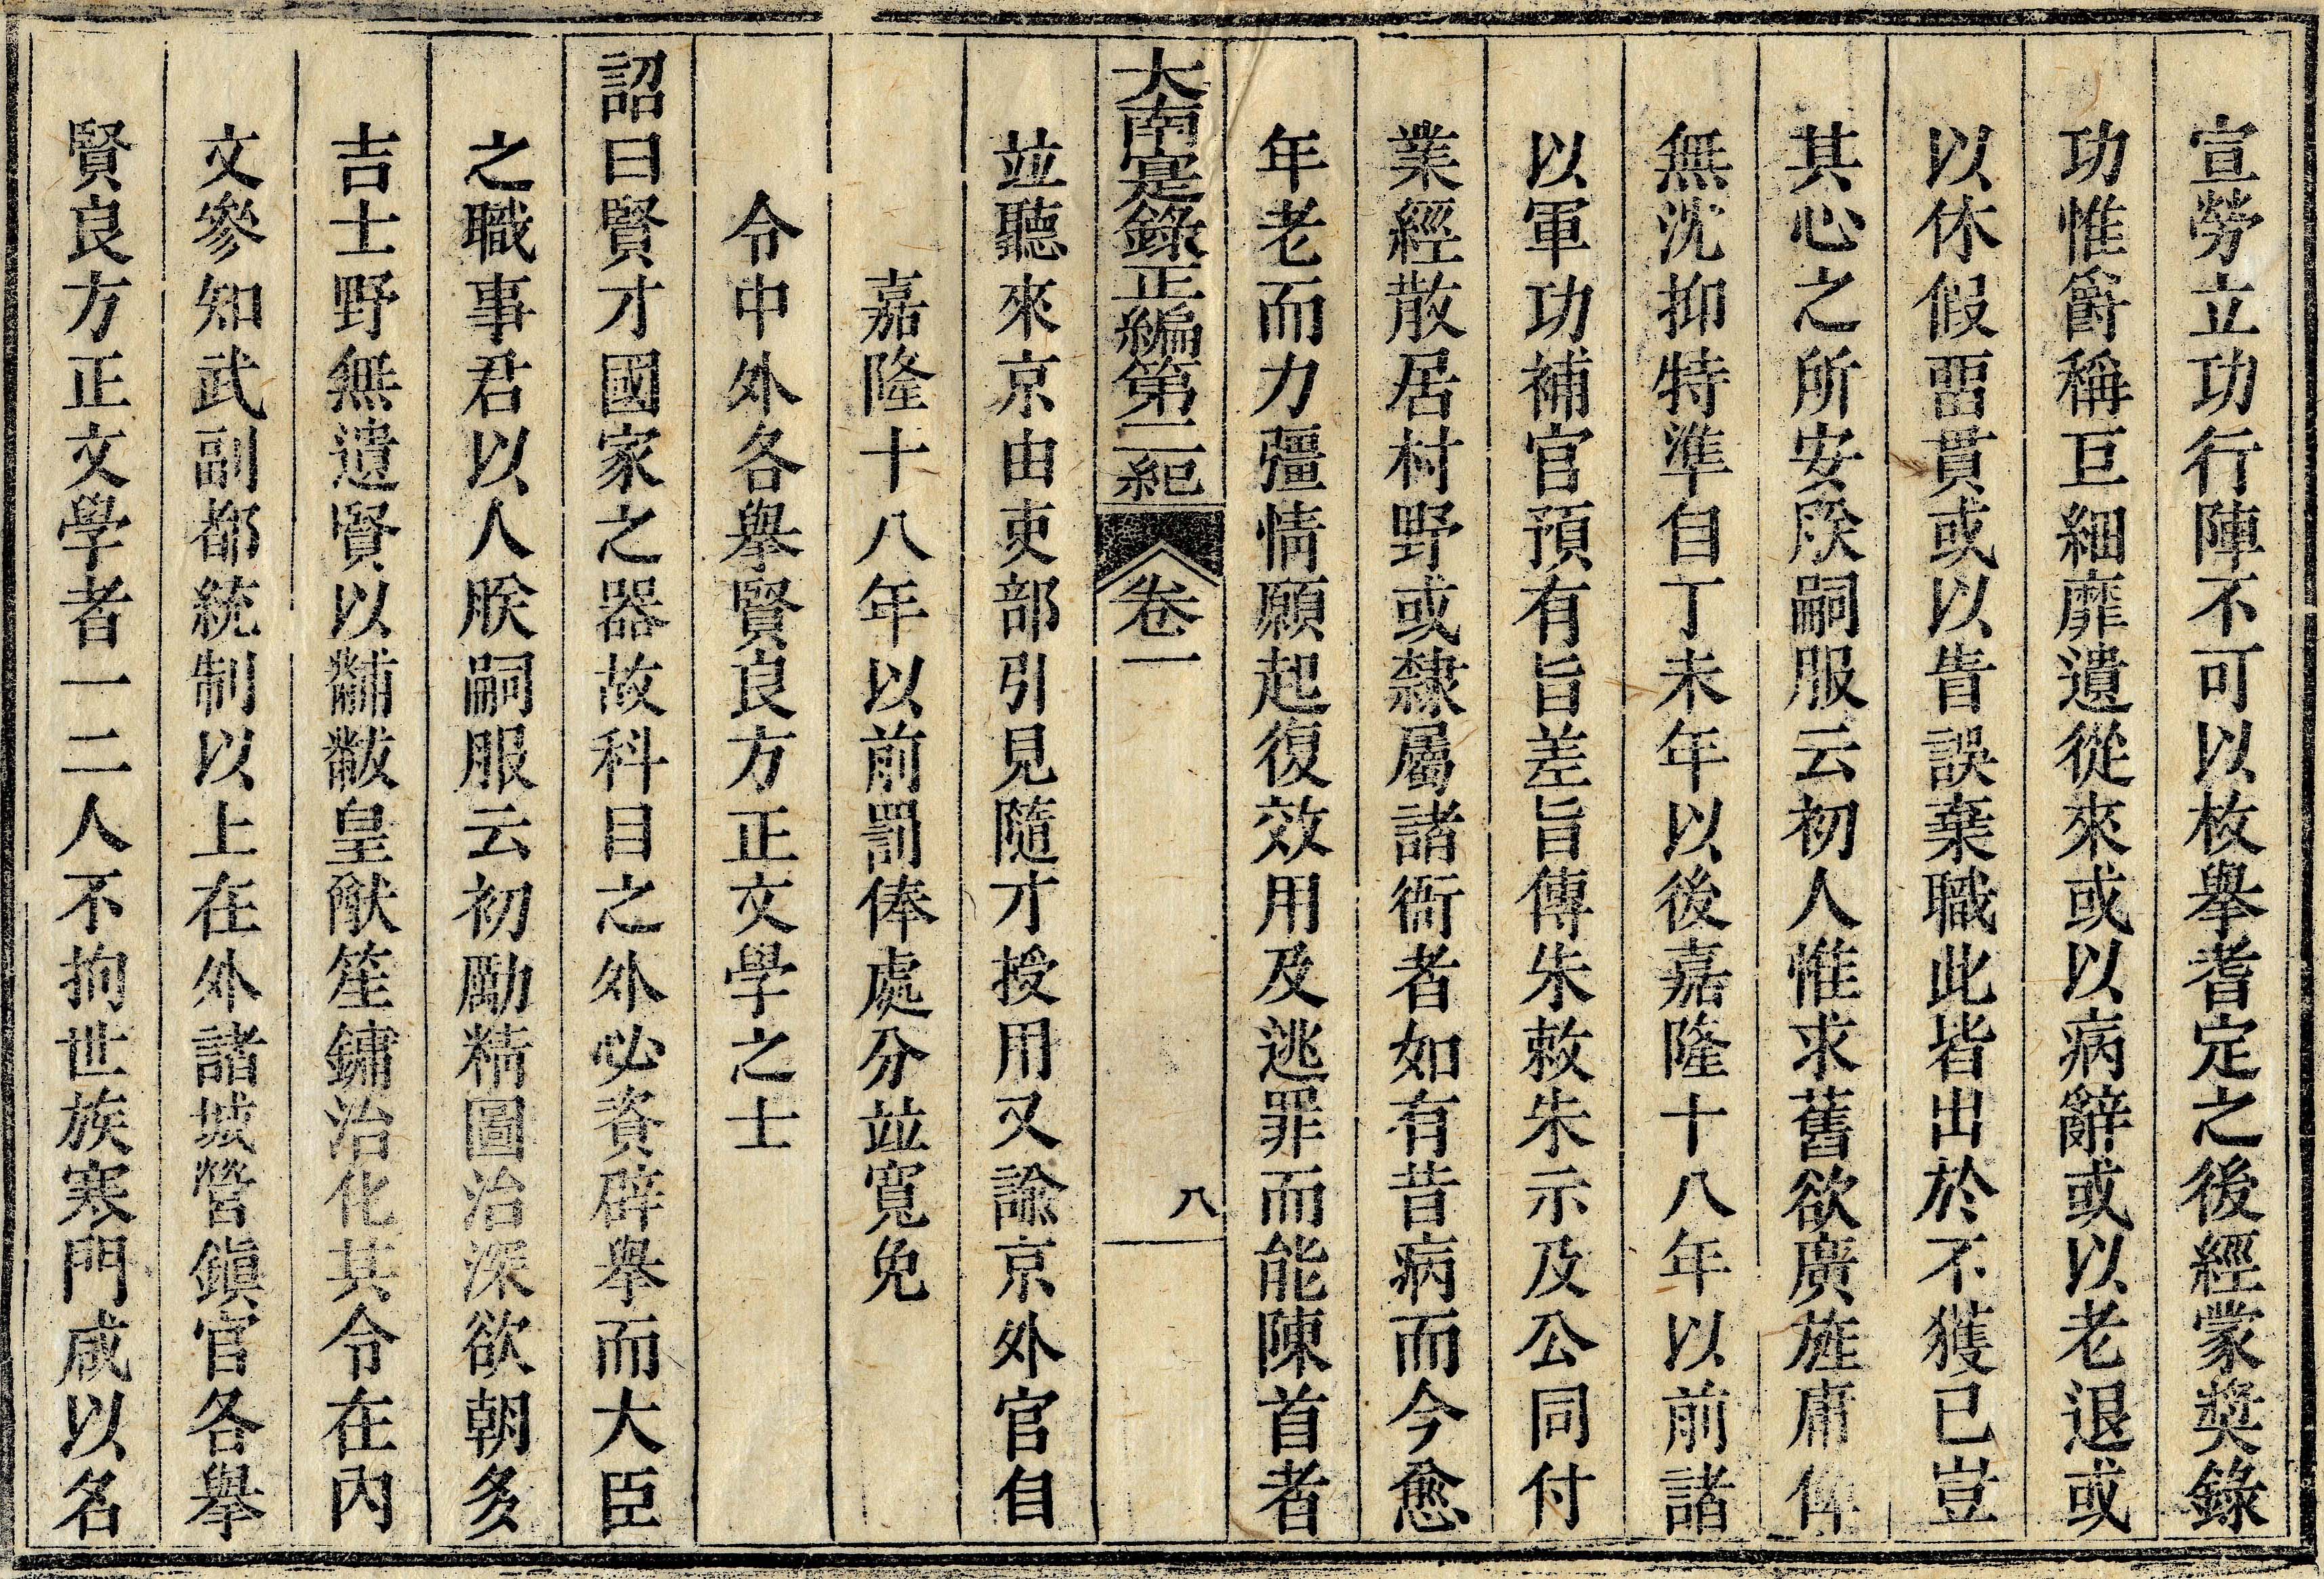 宣勞立功行陣不可以枚舉耆定之後經蒙奬錄
功惟爵稱巨細靡遺從來或以病辭或以老退或
以休假畱貫或以眚誤棄職此皆出於不獲已豈
其心之所安朕嗣服云初人惟求舊欲廣旌庸俾
無沈抑特準自丁未年以後嘉隆十八年以前諸
以軍功補官預有旨差旨傳朱敕朱示及公同付
業經散居村野或隸屬諸衙者如有昔病而今愈
年老而力彊情願起復效用及逃罪而能陳首者
大南寔錄正編第二紀 卷一 八
並聽來京由吏部引見隨才授用又諭京外官自
嘉隆十八年以前罰俸處分並寬免
令中外各舉賢良方正文學之士
詔曰賢才國家之器故科目之外必資辟舉而大臣
之職事君以人朕嗣服云初勵精圖治深欲朝多
吉士野無遺賢以黼黻皇猷笙鏞治化其令在內
文參知武副都統制以上在外諸城營鎭官各舉
賢良方正文學者一二人不拘世族寒門咸以名